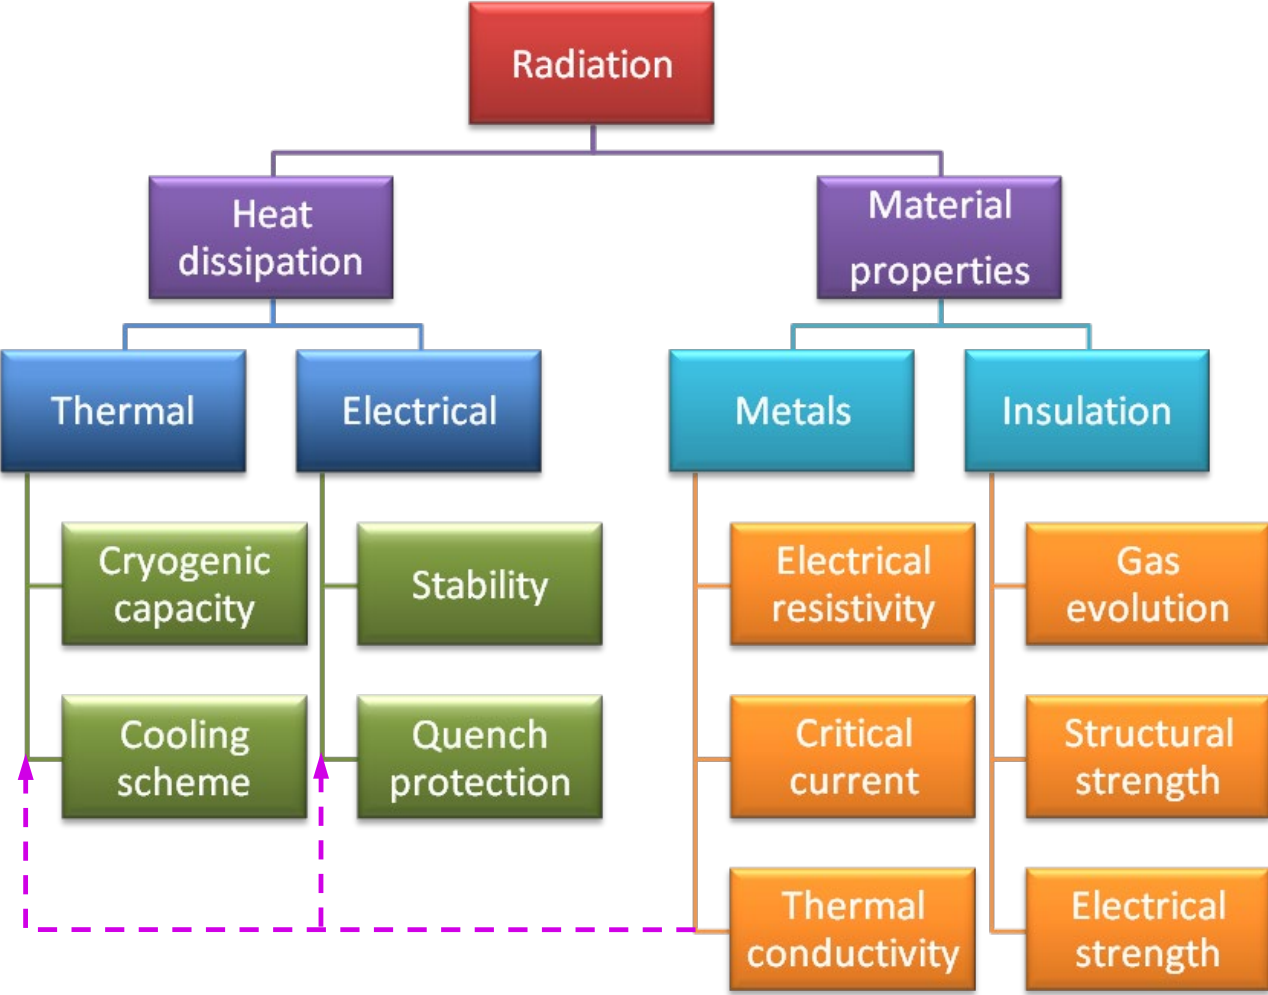 Radiation
Heat
dissipation
Material
properties
Thermal
Electrical
Metals
Insulation
Cryogenic
capacity
Stability
Electrical
resistivity
Gas
evolution
Cooling
scheme
Quench
protection
Critical
current
Structural
strength
Thermal
conductivity
Electrical
strength